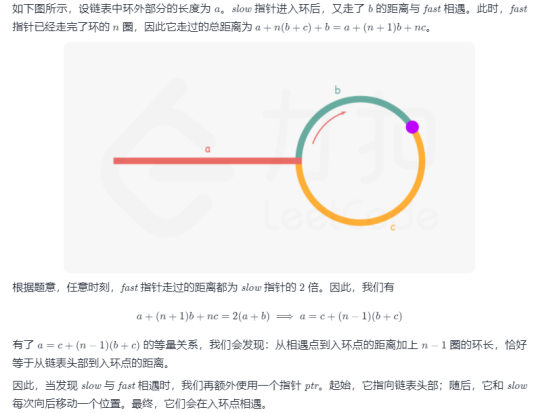 如下图所示，设链表中环外部分的长度为 a。slow 指针进入环后，又走了 b 的距离与 fast 相遇。此时，fast
指针已经走完了环的 n 圈，因此它走过的总距离为 a + n(b + c) + b = a + (n + 1)b + nc。
b
a
力扣
LeetCode
c
根据题意，任意时刻，fast 指针走过的距离都为 slow 指针的 2 倍。因此，我们有
a + (n + 1)b + nc = 2(a + b) ⟹ a = c + (n − 1)(b + c)
有了 a = c + (n − 1)(b + c) 的等量关系，我们会发现：从相遇点到入环点的距离加上 n − 1 圈的环长，恰好
等于从链表头部到入环点的距离。
因此，当发现 slow 与 fast 相遇时，我们再额外使用一个指针 ptr。起始，它指向链表头部；随后，它和 slow
每次向后移动一个位置。最终，它们会在入环点相遇。